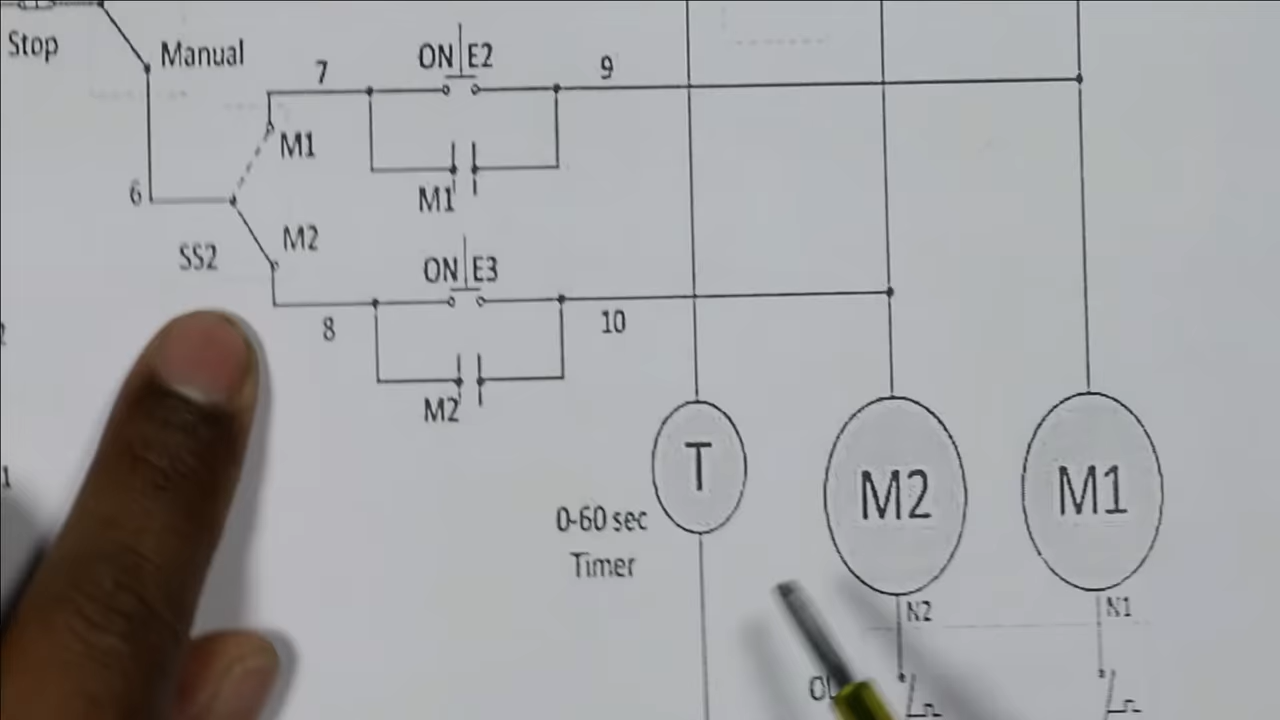 Stop
Manual
7
ON E2
9
M1
M1
6
SS2
M2
ON E3
8
10
M2
T
M2
M1
0-60 sec
Timer
N2
N1